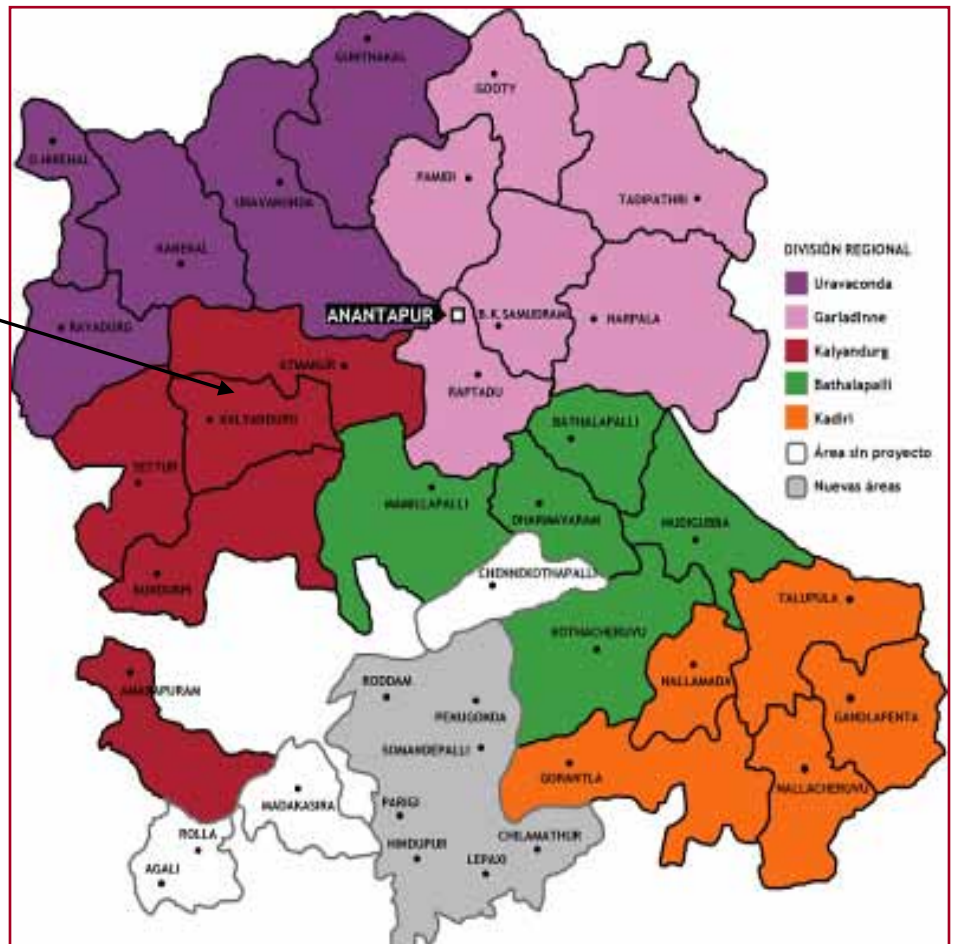 GUNTHAKAL
GOOTY
D.HIREHAL
PAMIDI
URAVAKONDA
TADIPATHRI
KANEKAL
DIVISIÓN REGIONAL
Uravaconda
Garladinne
Kalyandurg
Bathalapalli
Kadiri
Área sin proyecto
Nuevas áreas
RAYADURG
ANANTAPUR
B.K.SAMUDRAM
NARPALA
ATMAKUR
RAPTADU
KALYANDURG
BATHALAPALLI
SETTUR
MANILLAPALLI
DHARMAVARAM
MUDIGUBBA
KUNDURPI
CHENNEKOTHAPALLI
TALUPULA
KOTHACHERUVU
NALLAMADA
AMARAPURAM
RODDAM
PENUGONDA
GANDLAPENTA
SOMANDEPALLI
GORANTLA
NALLACHERUVU
MADAKASIRA
PARIGI
ROLLA
HINDUPUR
CHILAMATHUR
AGALI
LEPAXI